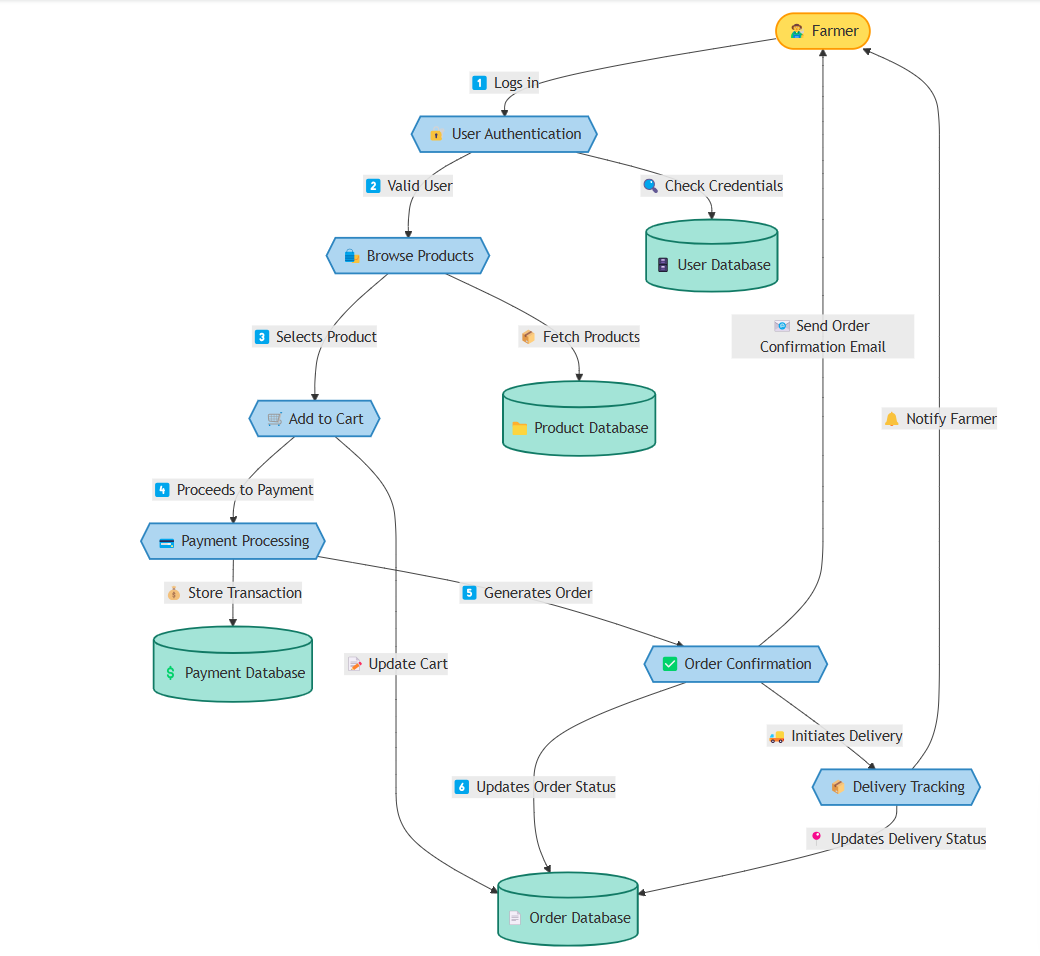 🧑‍🌾 Farmer
1️⃣ Logs in
🔒 User Authentication
2️⃣ Valid User
🔍 Check Credentials
🛍️ Browse Products
🗄️ User Database
3️⃣ Selects Product
📦 Fetch Products
📧 Send Order
Confirmation Email
🛒 Add to Cart
🗂️ Product Database
🔔 Notify Farmer
4️⃣ Proceeds to Payment
💳 Payment Processing
💰 Store Transaction
5️⃣ Generates Order
📝 Update Cart
✅ Order Confirmation
💲 Payment Database
🚚 Initiates Delivery
6️⃣ Updates Order Status
📦 Delivery Tracking
📍 Updates Delivery Status
📄 Order Database